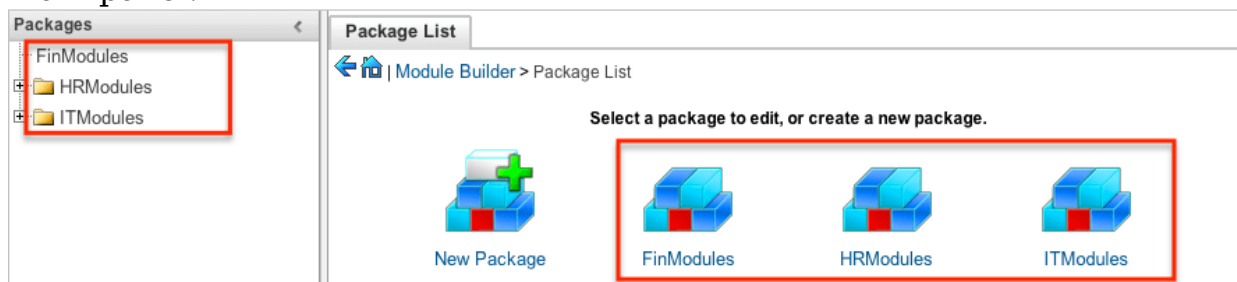 Packages
FinModules
HRModules
ITModules
Package List
| Module Builder > Package List
Select a package to edit, or create a new package.
New Package
FinModules
HRModules
ITModules